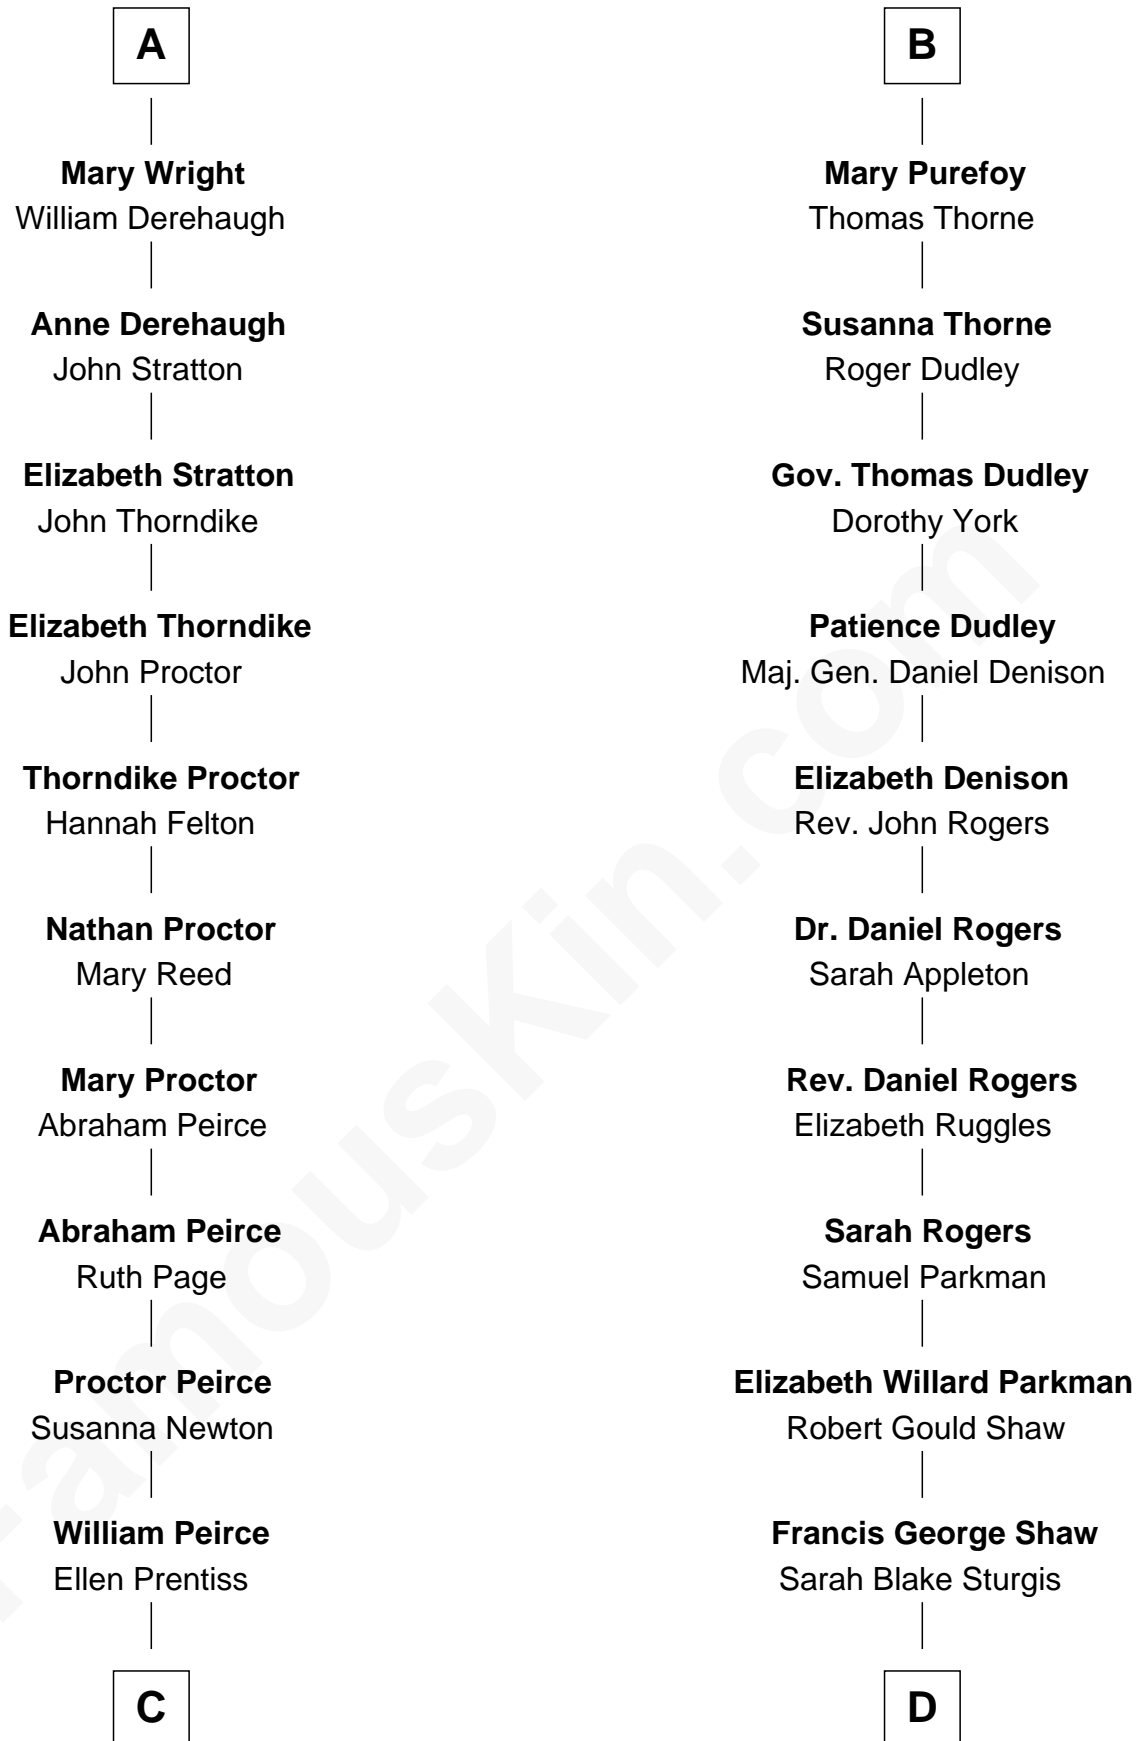 A
Mary Wright
William Derehaugh
Anne Derehaugh
John Stratton
Elizabeth Stratton
John Thorndike
Elizabeth Thorndike
John Proctor
Thorndike Proctor
Hannah Felton
Nathan Proctor
Mary Reed
Mary Proctor
Abraham Peirce
Abraham Peirce
Ruth Page
Proctor Peirce
Susanna Newton
William Peirce
Ellen Prentiss
C
B
Mary Purefoy
Thomas Thorne
Susanna Thorne
Roger Dudley
Gov. Thomas Dudley
Dorothy York
Patience Dudley
Maj. Gen. Daniel Denison
Elizabeth Denison
Rev. John Rogers
Dr. Daniel Rogers
Sarah Appleton
Rev. Daniel Rogers
Elizabeth Ruggles
Sarah Rogers
Samuel Parkman
Elizabeth Willard Parkman
Robert Gould Shaw
Francis George Shaw
Sarah Blake Sturgis
D
FamousKin.com